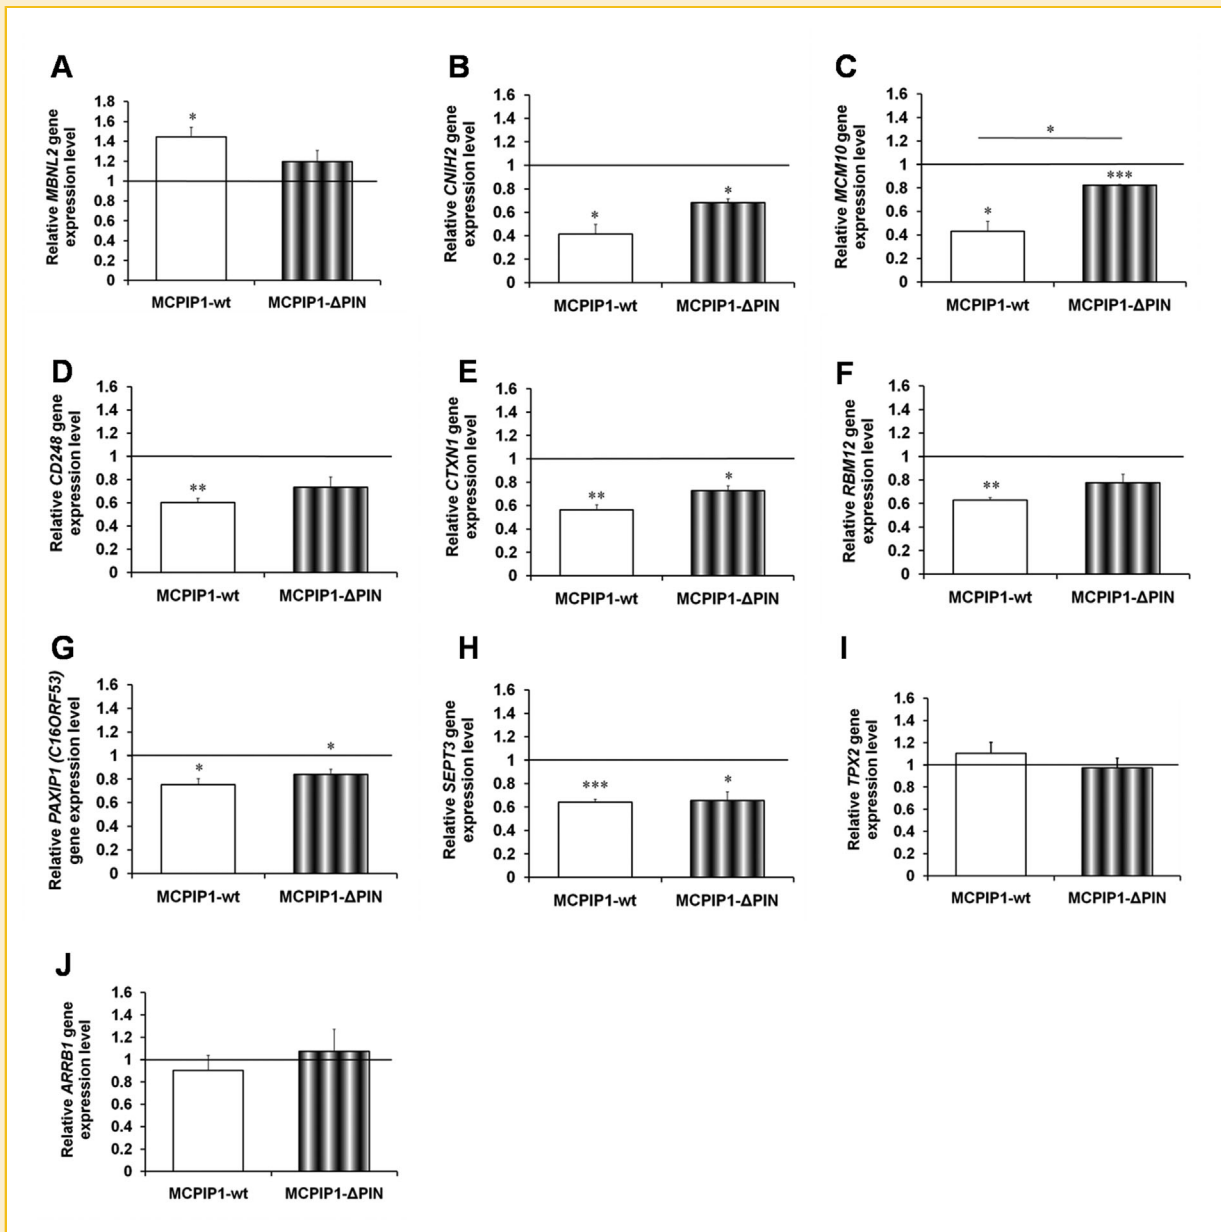 A
Relative MBNL2 gene
expression level
1.8
1.6
1.4
1.2
1
0.8
0.6
0.4
0.2
0
*
MCPIP1-wt MCPIP1-ΔPIN
B
Relative CNIH2 gene
expression level
1.6
1.4
1.2
1
0.8
0.6
0.4
0.2
0
* *
MCPIP1-wt MCPIP1-ΔPIN
C
Relative MCM10 gene
expression level
1.6
1.4
1.2
1
0.8
0.6
0.4
0.2
0
*
* ***
MCPIP1-wt MCPIP1-ΔPIN
D
Relative CD248 gene
expression level
1.6
1.4
1.2
1
0.8
0.6
0.4
0.2
0
**
MCPIP1-wt MCPIP1-ΔPIN
E
Relative CTXN1 gene
expression level
1.6
1.4
1.2
1
0.8
0.6
0.4
0.2
0
** *
MCPIP1-wt MCPIP1-ΔPIN
F
Relative RBM12 gene
expression level
1.6
1.4
1.2
1
0.8
0.6
0.4
0.2
0
**
MCPIP1-wt MCPIP1-ΔPIN
G
Relative PAXIP1 (C16ORF53)
gene expression level
1.6
1.4
1.2
1
0.8
0.6
0.4
0.2
0
* *
MCPIP1-wt MCPIP1-ΔPIN
H
Relative SEPT3 gene
expression level
1.6
1.4
1.2
1
0.8
0.6
0.4
0.2
0
*** *
MCPIP1-wt MCPIP1-ΔPIN
I
Relative TPX2 gene
expression level
1.6
1.4
1.2
1
0.8
0.6
0.4
0.2
0
MCPIP1-wt MCPIP1-ΔPIN
J
Relative ARRB1 gene
expression level
1.6
1.4
1.2
1
0.8
0.6
0.4
0.2
0
MCPIP1-wt MCPIP1-ΔPIN